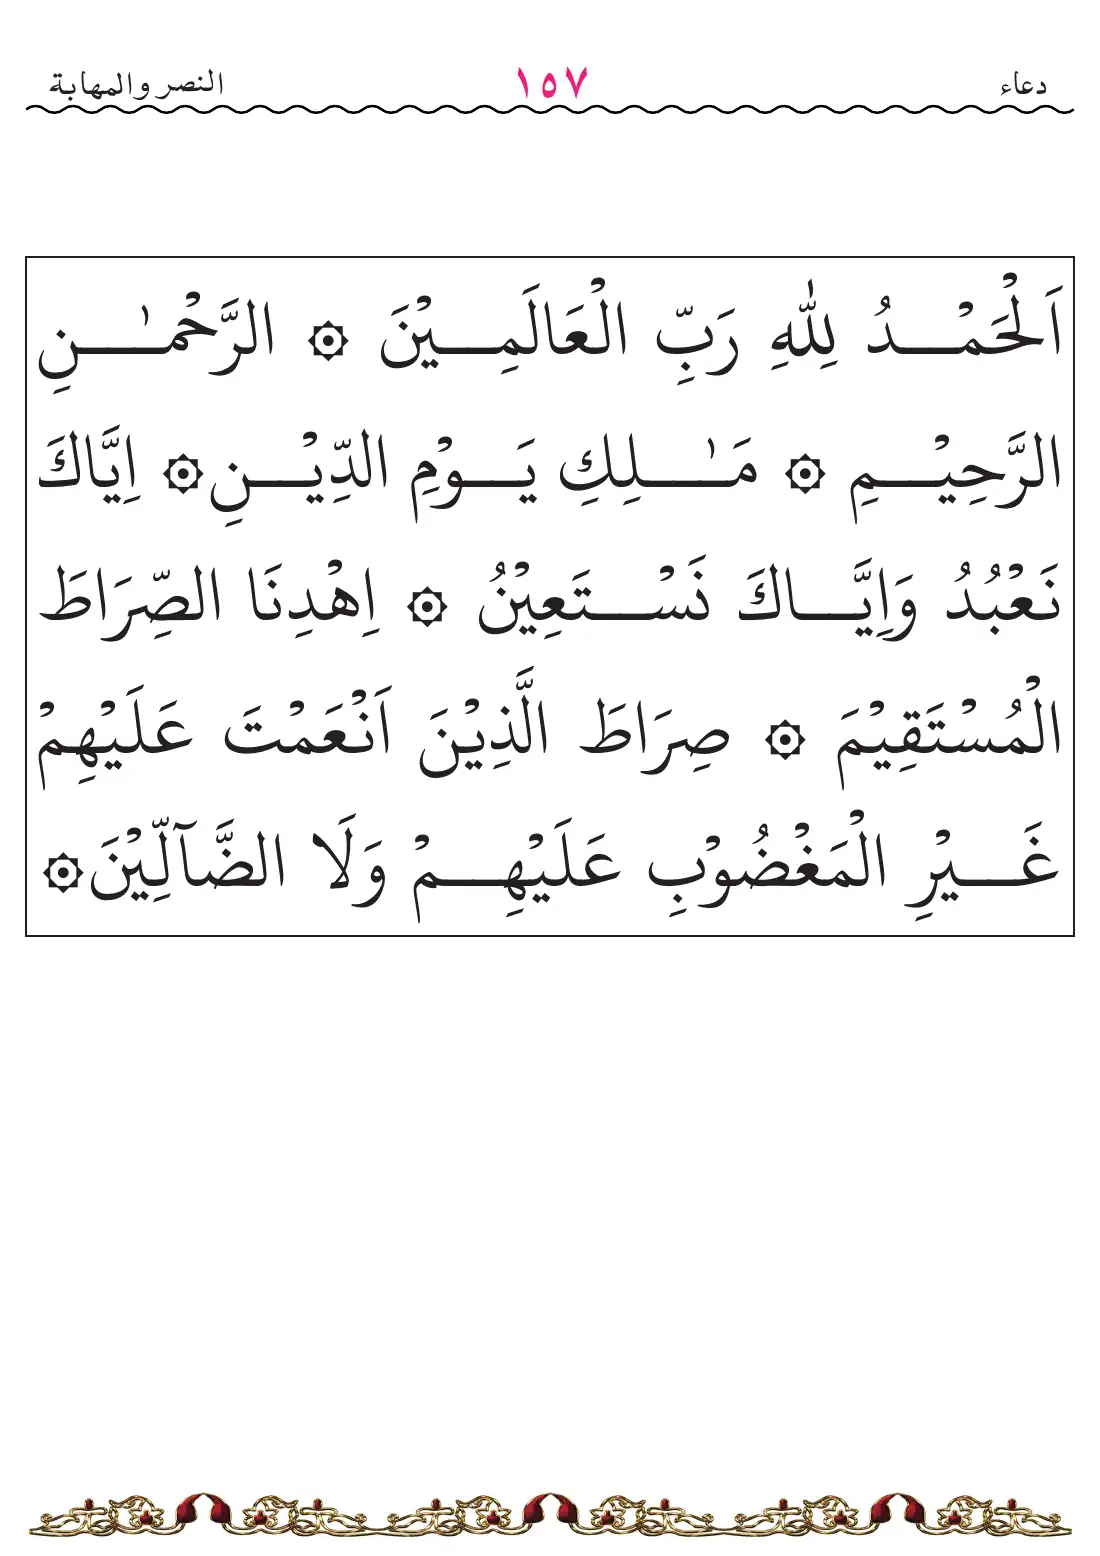 دعاء ١٥٧ النصر والمهابة
اَلْحَمْدُ لِلّٰهِ رَبِّ الْعَالَمِيْنَ ۞ الرَّحْمٰنِ
الرَّحِيْمِ ۞ مَٰلِكِ يَوْمِ الدِّيْنِ ۞ اِيَّاكَ
نَعْبُدُ وَاِيَّاكَ نَسْتَعِيْنُ ۞ اِهْدِنَا الصِّرَاطَ
الْمُسْتَقِيْمَ ۞ صِرَاطَ الَّذِيْنَ اَنْعَمْتَ عَلَيْهِمْ
غَيْرِ الْمَغْضُوْبِ عَلَيْهِمْ وَلَا الضَّآلِّيْنَ ۞